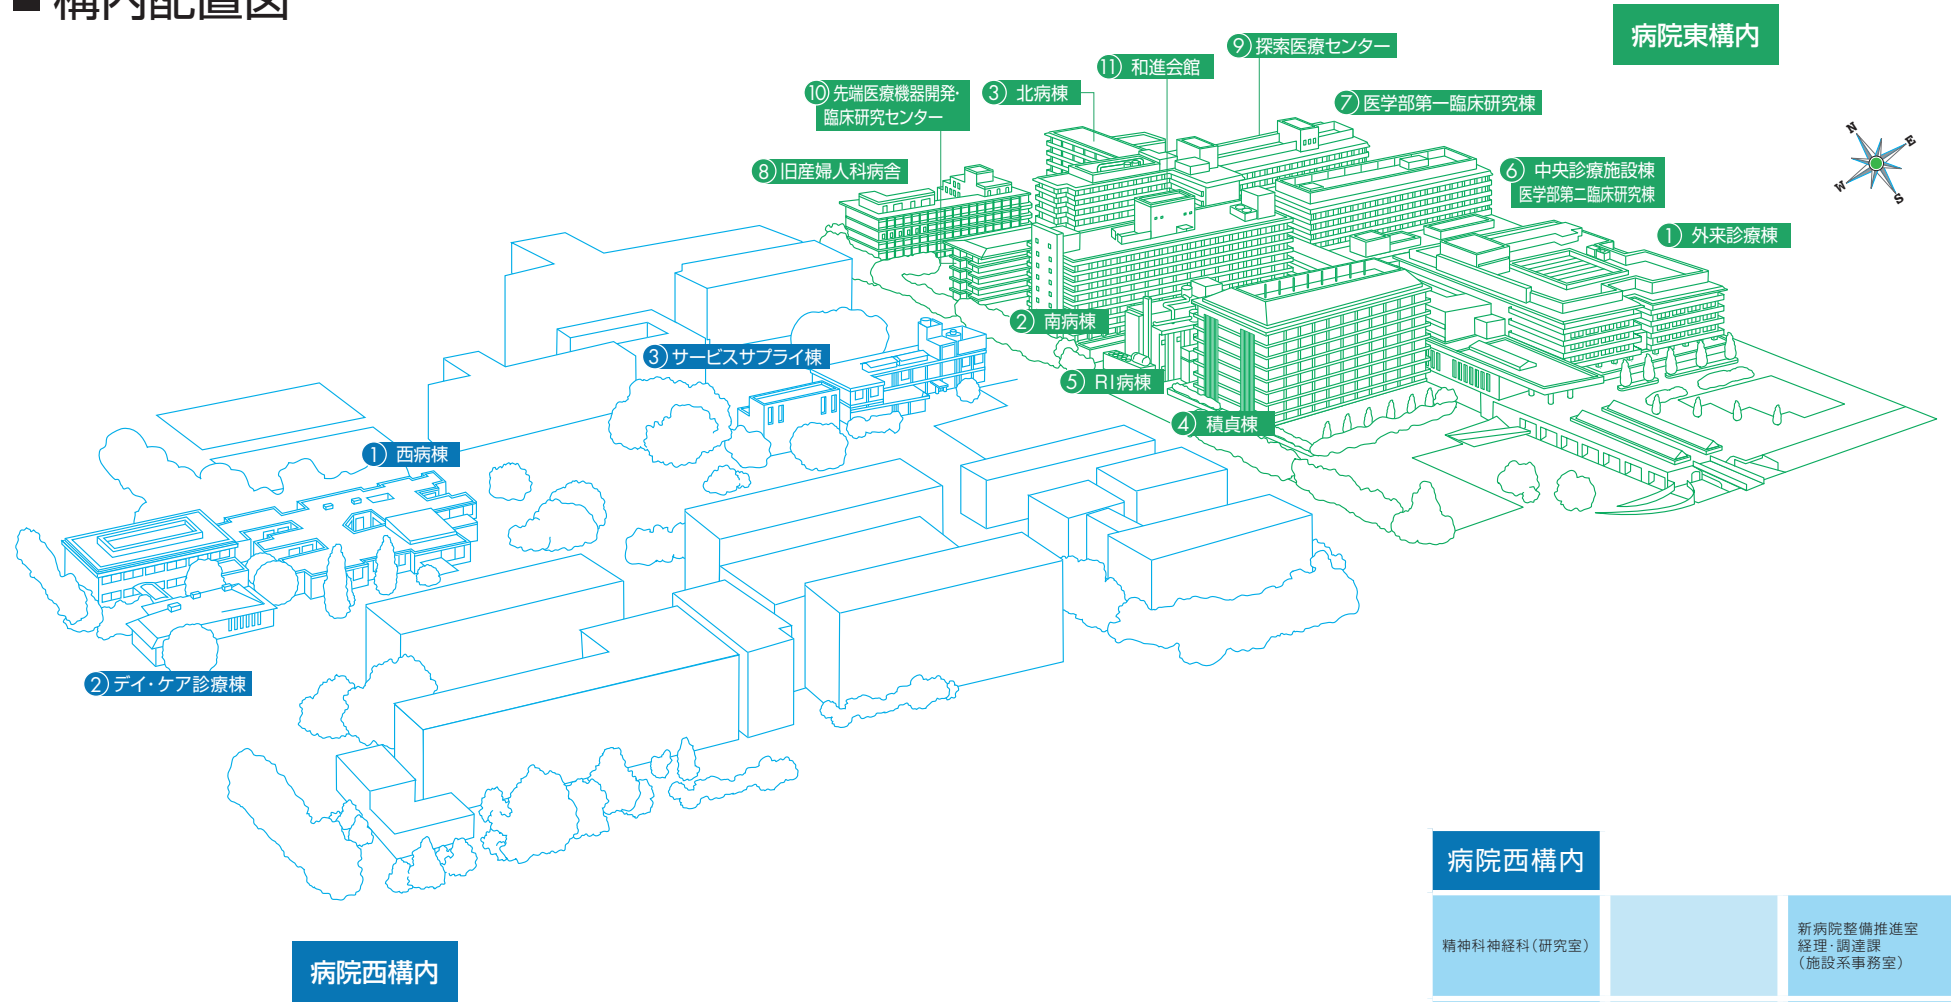 ■ 構内配置図
病院東構内
⑨ 探索医療センター
⑪ 和進会館
⑩ 先端医療機器開発・
臨床研究センター
③ 北病棟
⑦ 医学部第一臨床研究棟
N
E
W
S
⑧ 旧産婦人科病舎
⑥ 中央診療施設棟
医学部第二臨床研究棟
① 外来診療棟
② 南病棟
③ サービスサプライ棟
⑤ RI病棟
④ 積貞棟
① 西病棟
② デイ・ケア診療棟
病院西構内
病院西構内
精神科神経科(研究室)
新病院整備推進室
経理・調達課
(施設系事務室)